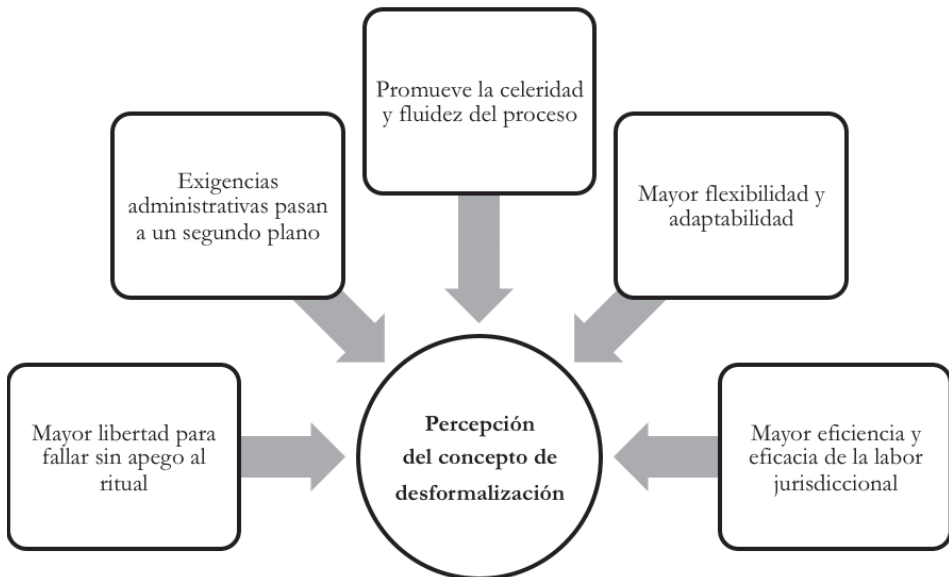 Promueve la celeridad
y fluidez del proceso
Exigencias
administrativas pasan
a un segundo plano
Mayor flexibilidad y
adaptabilidad
Mayor libertad para
fallar sin apego al
ritual
Percepción
del concepto de
desformalización
Mayor eficiencia y
eficacia de la labor
jurisdiccional